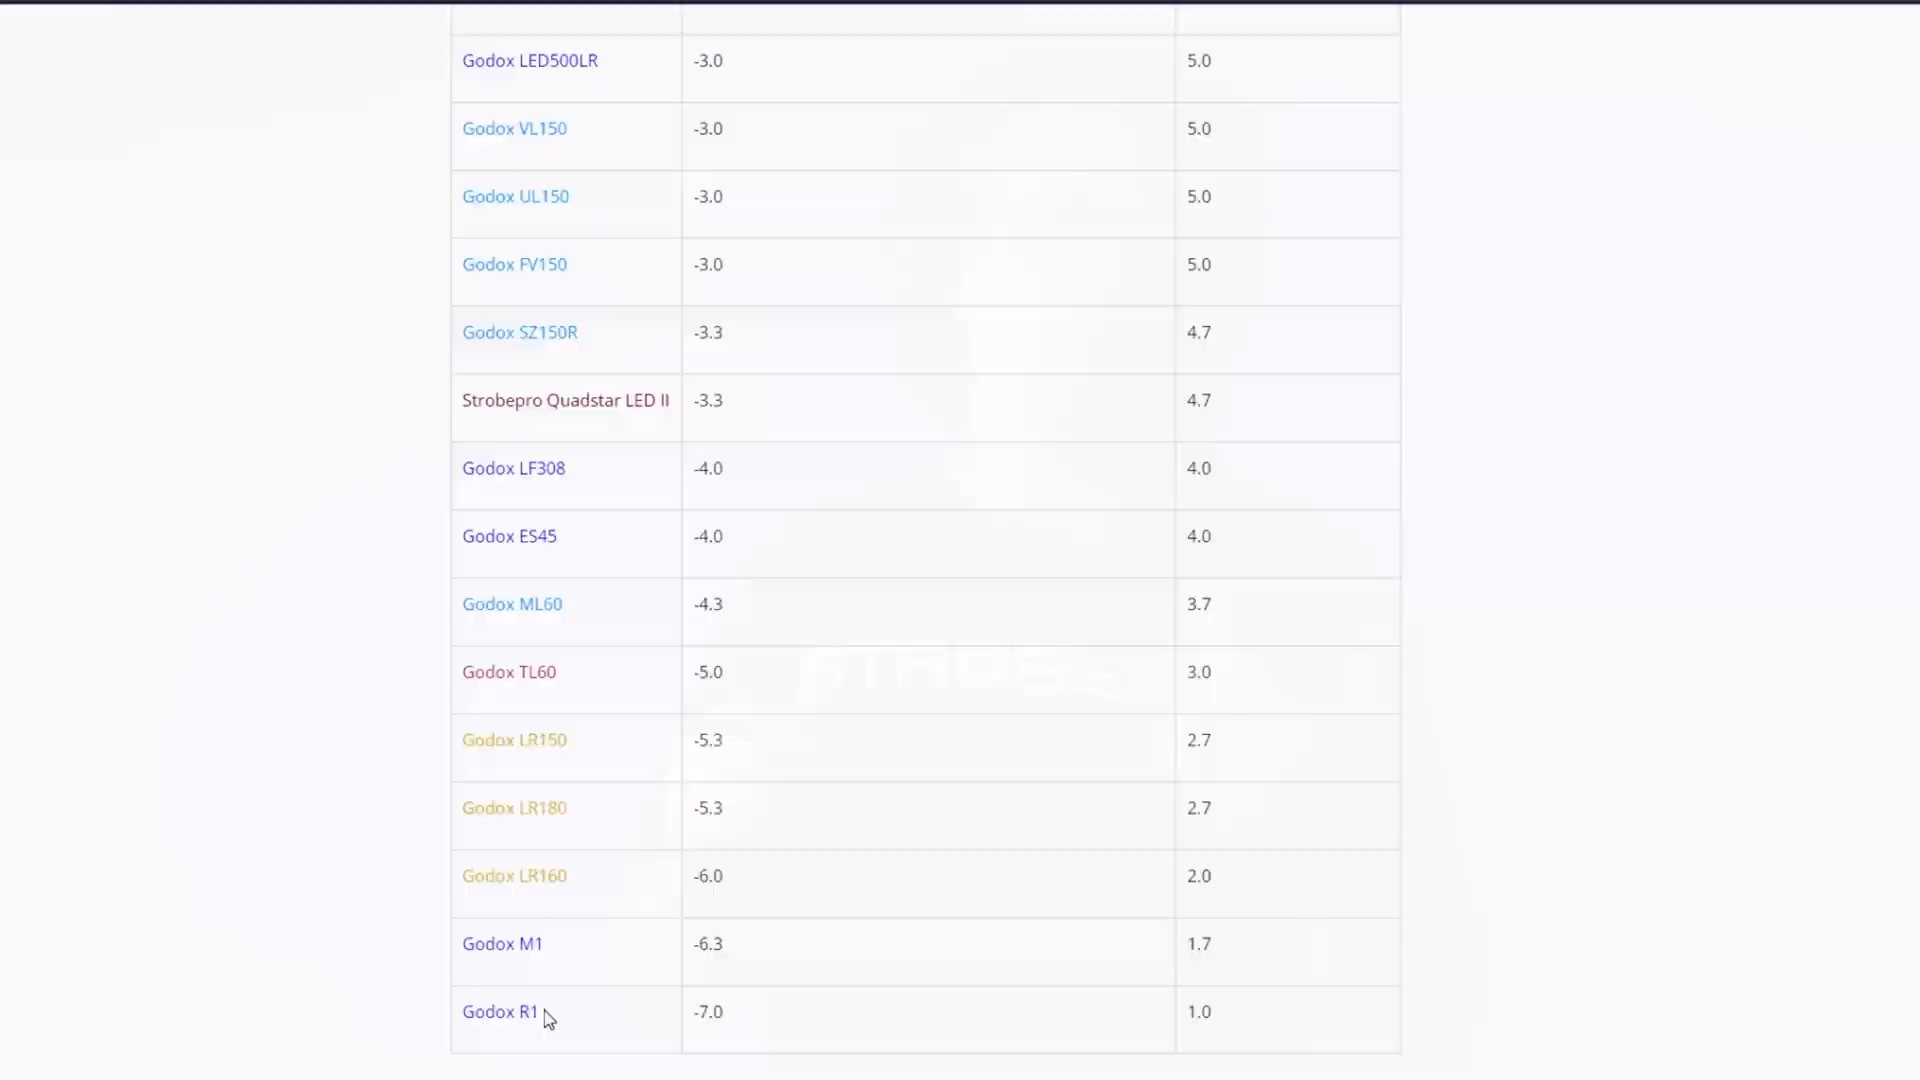 Godox LED500LR -3.0 5.0
Godox VL150 -3.0 5.0
Godox UL150 -3.0 5.0
Godox FV150 -3.0 5.0
Godox SZ150R -3.3 4.7
Strobepro Quadstar LED II -3.3 4.7
Godox LF308 -4.0 4.0
Godox ES45 -4.0 4.0
Godox ML60 -4.3 3.7
Godox TL60 -5.0 3.0
Godox LR150 -5.3 2.7
Godox LR180 -5.3 2.7
Godox LR160 -6.0 2.0
Godox M1 -6.3 1.7
Godox R1 -7.0 1.0